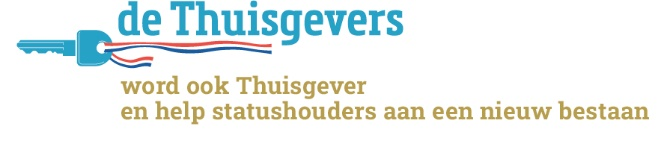 de Thuisgevers
word ook Thuisgever
en help statushouders aan een nieuw bestaan